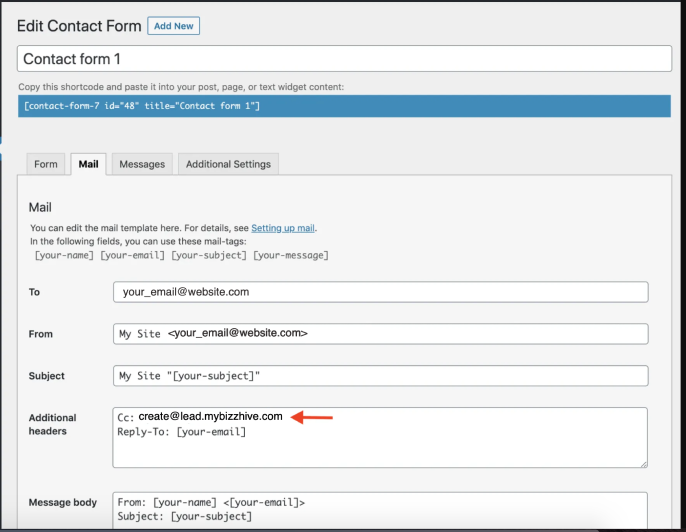 Edit Contact Form Add New
Contact form 1
Copy this shortcode and paste it into your post, page, or text widget content:
[contact-form-7 id="48" title="Contact form 1"]
Form Mail Messages Additional Settings
Mail
You can edit the mail template here. For details, see Setting up mail.
In the following fields, you can use these mail-tags:
[your-name] [your-email] [your-subject] [your-message]
To your_email@website.com
From My Site <your_email@website.com>
Subject My Site "[your-subject]"
Additional headers
Cc: create@lead.mybizzhive.com
Reply-To: [your-email]
Message body
From: [your-name] <[your-email]>
Subject: [your-subject]